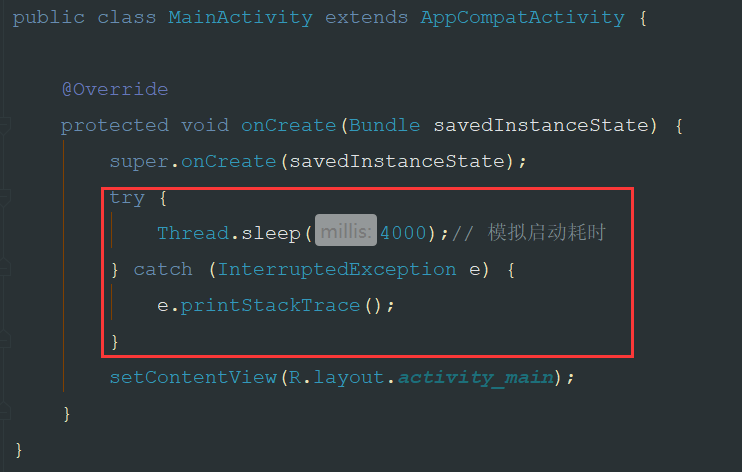 public class MainActivity extends AppCompatActivity {
@Override
protected void onCreate(Bundle savedInstanceState) {
super.onCreate(savedInstanceState);
try {
Thread.sleep( millis: 4000);// 模拟启动耗时
} catch (InterruptedException e) {
e.printStackTrace();
}
setContentView(R.layout.activity_main);
}
}